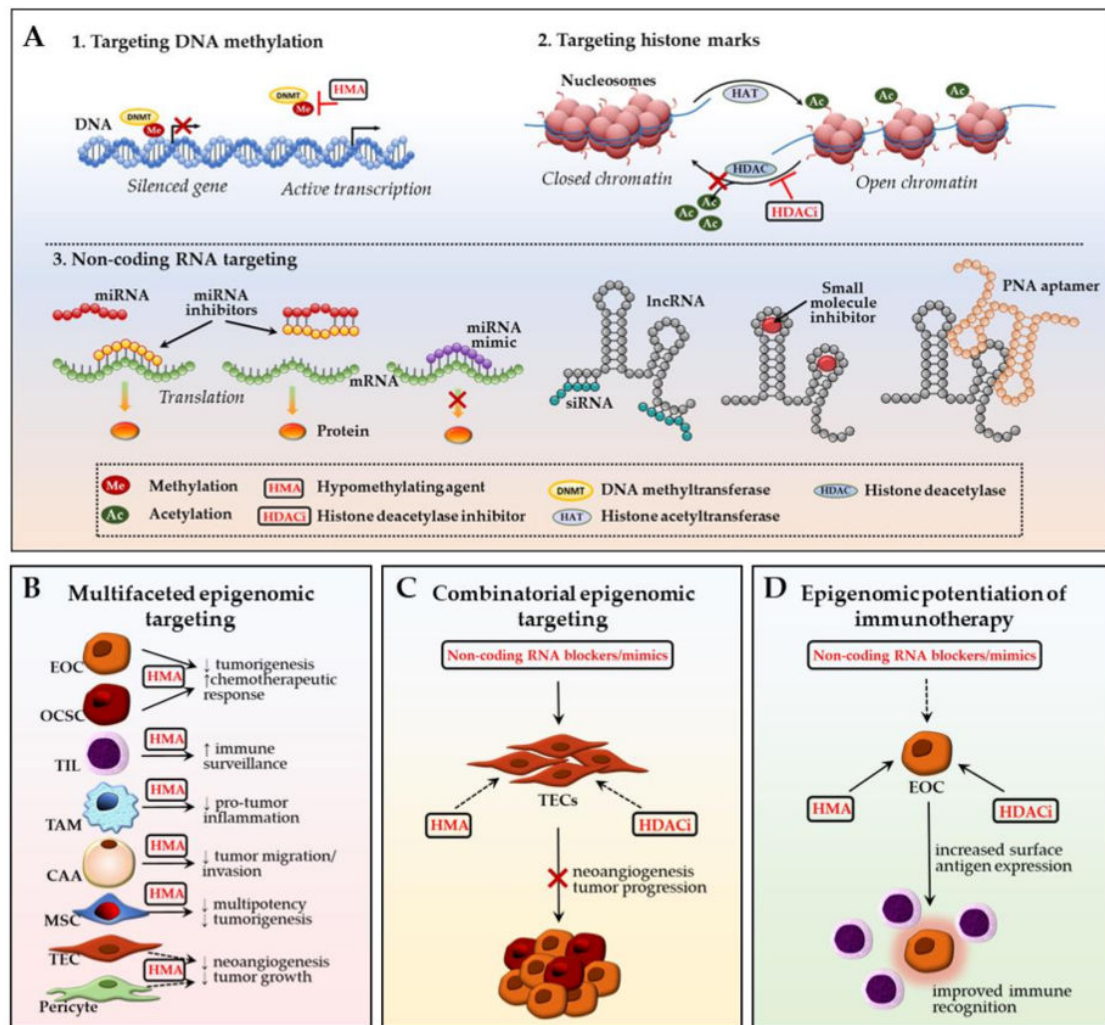 A
1. Targeting DNA methylation
DNMT
Me
HMA
DNA
DNMT
Me
Silenced gene
Active transcription
2. Targeting histone marks
Nucleosomes
HAT
Ac
Ac
Ac
Closed chromatin
HDAC
Open chromatin
Ac
Ac
Ac
HDACi
3. Non-coding RNA targeting
miRNA
miRNA
inhibitors
miRNA
mimic
mRNA
Translation
Protein
lncRNA
siRNA
Small
molecule
inhibitor
PNA aptamer
Me Methylation
HMA Hypomethylating agent
DNMT DNA methyltransferase
HDAC Histone deacetylase
Ac Acetylation
HDACi Histone deacetylase inhibitor
HAT Histone acetyltransferase
B
Multifaceted epigenomic
targeting
EOC
HMA
↓ tumorigenesis
↑chemotherapeutic
response
OCSC
TIL
HMA
↑ immune
surveillance
TAM
HMA
↓ pro-tumor
inflammation
CAA
HMA
↓ tumor migration/
invasion
MSC
HMA
↓ multipotency
↓ tumorigenesis
TEC
HMA
↓ neoangiogenesis
↓ tumor growth
Pericyte
C
Combinatorial epigenomic
targeting
Non-coding RNA blockers/mimics
TECs
HMA
HDACi
neoangiogenesis
tumor progression
D
Epigenomic potentiation of
immunotherapy
Non-coding RNA blockers/mimics
EOC
HMA
HDACi
increased surface
antigen expression
improved immune
recognition